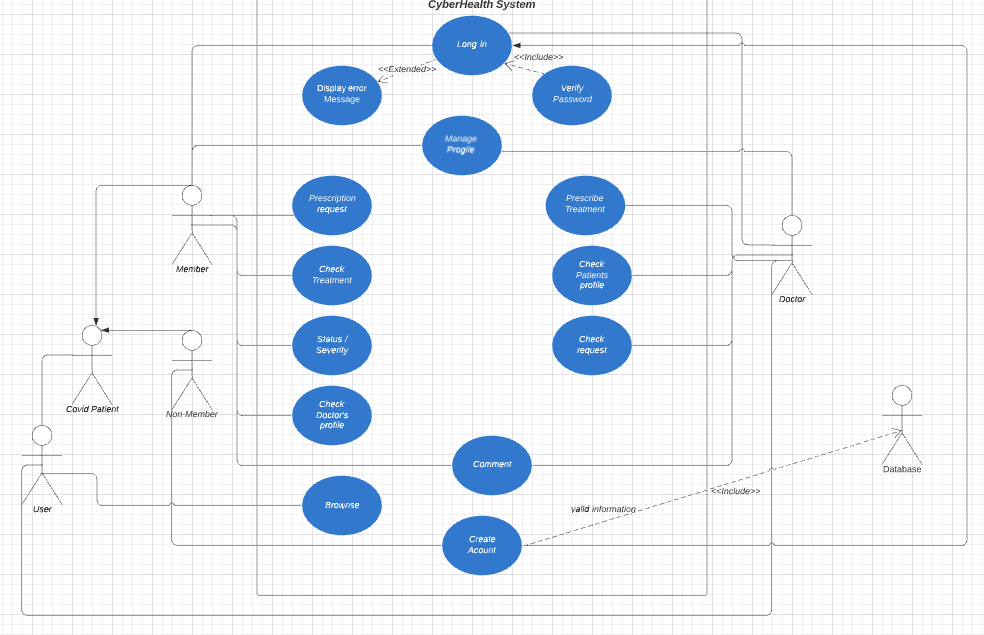 CyberHealth System
Long in
<<Extended>>
<<Include>>
Display error
Message
Verify
Password
Manage
Progile
Prescription
request
Prescribe
Treatment
Member
Check
Treatment
Check
Patients
profile
Doctor
Status /
Severity
Check
request
Covid Patient
Non-Member
Check
Doctor's
profile
Comment
Database
<<Include>>
User
Brownse
valid information
Create
Acount